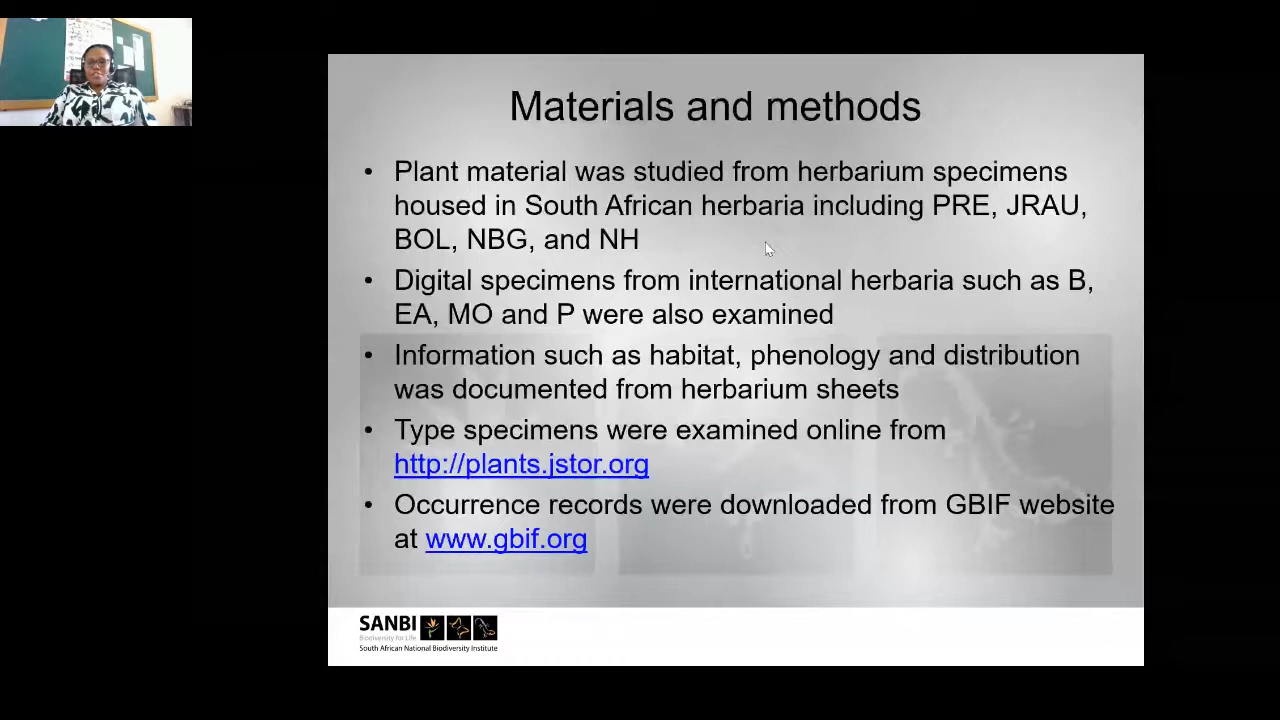 Materials and methods
• Plant material was studied from herbarium specimens
housed in South African herbaria including PRE, JRAU,
BOL, NBG, and NH
• Digital specimens from international herbaria such as B,
EA, MO and P were also examined
• Information such as habitat, phenology and distribution
was documented from herbarium sheets
• Type specimens were examined online from
http://plants.jstor.org
• Occurrence records were downloaded from GBIF website
at www.gbif.org
SANBI
Biodiversity for Life
South African National Biodiversity Institute